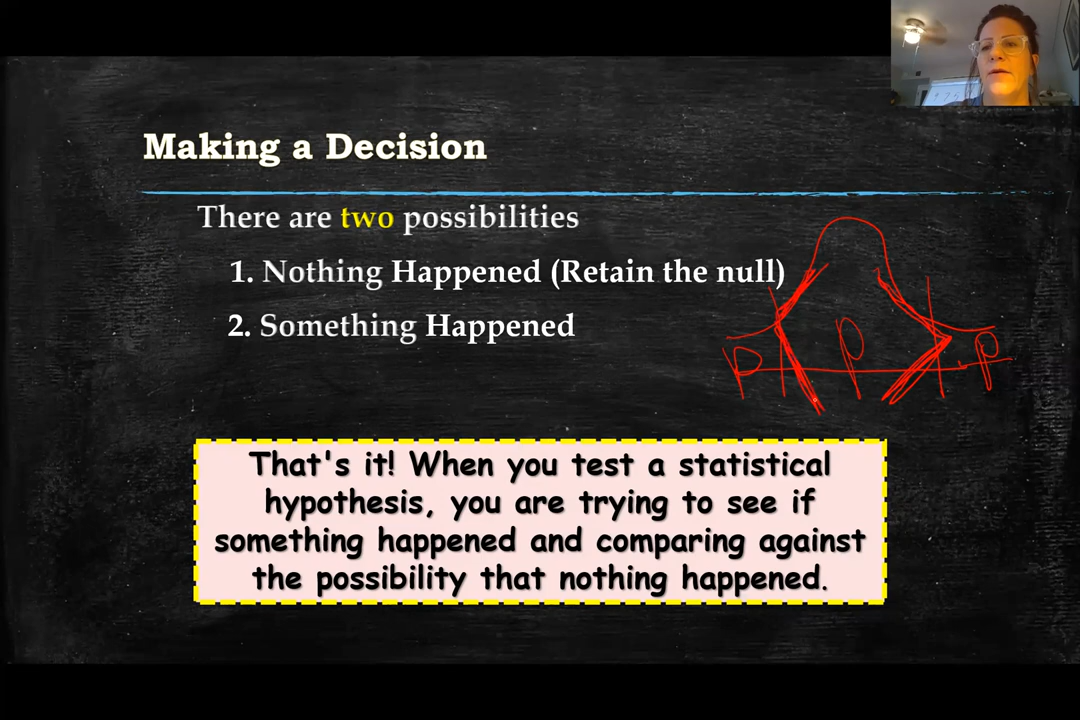 Making a Decision
There are two possibilities
1. Nothing Happened (Retain the null)
2. Something Happened
p p p
That's it! When you test a statistical
hypothesis, you are trying to see if
something happened and comparing against
the possibility that nothing happened.